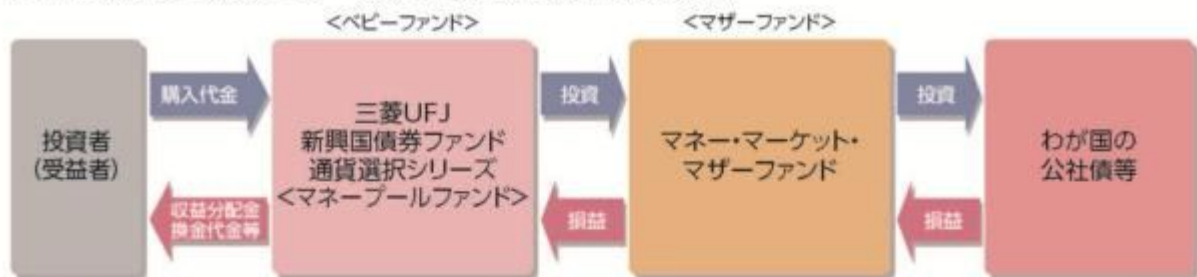 <ベビーファンド>
<マザーファンド>
投資者
(受益者)
購入代金
収益分配金
換金代金等
三菱UFJ
新興国債券ファンド
通貨選択シリーズ
<マネープールファンド>
投資
損益
マネー・マーケット・
マザーファンド
投資
損益
わが国の
公社債等